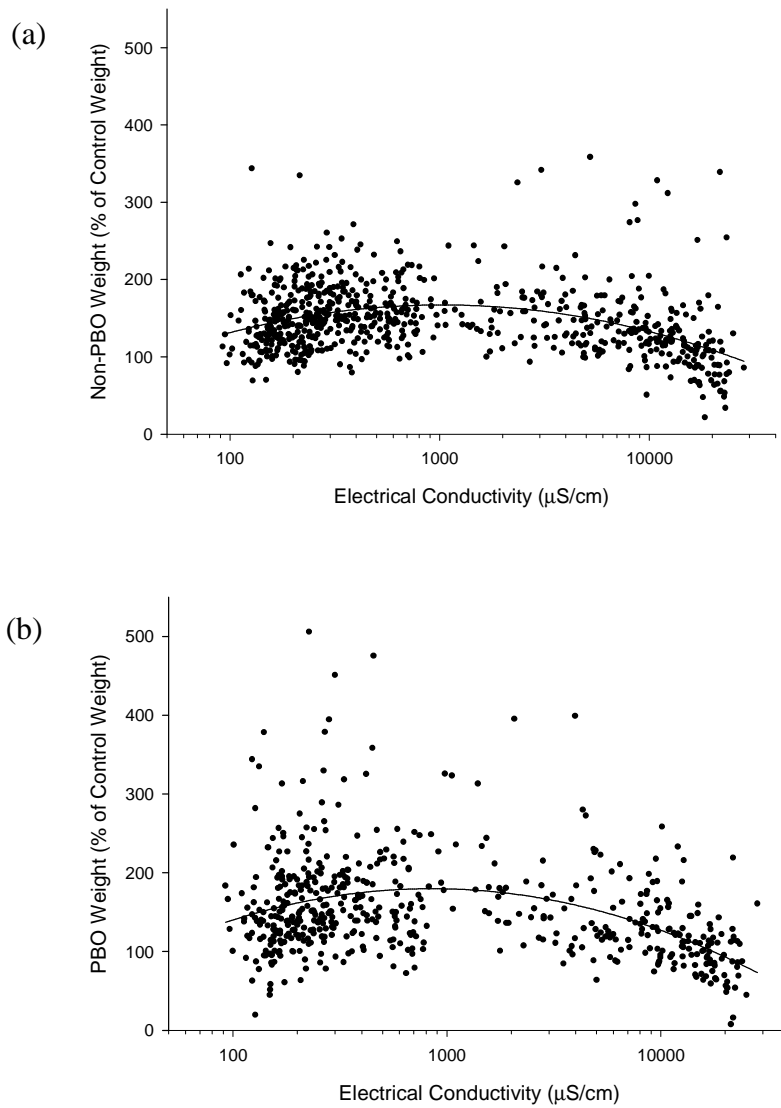 (a)
500
400
300
200
100
0
Non-PBO Weight (% of Control Weight)
100 1000 10000
Electrical Conductivity (μS/cm)
(b)
500
400
300
200
100
0
PBO Weight (% of Control Weight)
100 1000 10000
Electrical Conductivity (μS/cm)